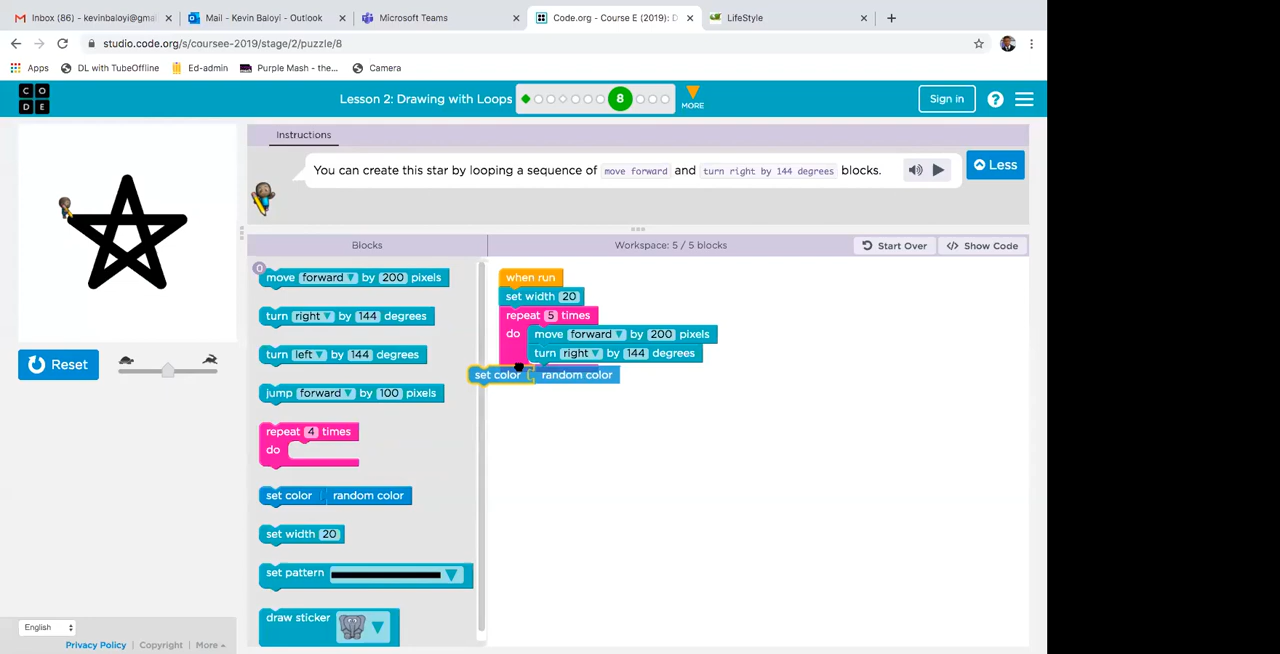 Inbox (86) - kevinbaloyi@gma
Mail - Kevin Baloyi - Outlook
Microsoft Teams
Code.org - Course E (2019): D
LifeStyle
studio.code.org/s/coursee-2019/stage/2/puzzle/8
Apps
DL with TubeOffline
Ed-admin
Purple Mash - the...
Camera
C O
D E
Lesson 2: Drawing with Loops
8
MORE
Sign in
?
Instructions
You can create this star by looping a sequence of move forward and turn right by 144 degrees blocks.
Less
Blocks
Workspace: 5 / 5 blocks
Start Over
</> Show Code
0
move forward by 200 pixels
turn right by 144 degrees
turn left by 144 degrees
jump forward by 100 pixels
repeat 4 times
do
set color random color
set width 20
set pattern
draw sticker
when run
set width 20
repeat 5 times
do move forward by 200 pixels
turn right by 144 degrees
set color random color
Reset
English
Privacy Policy | Copyright | More